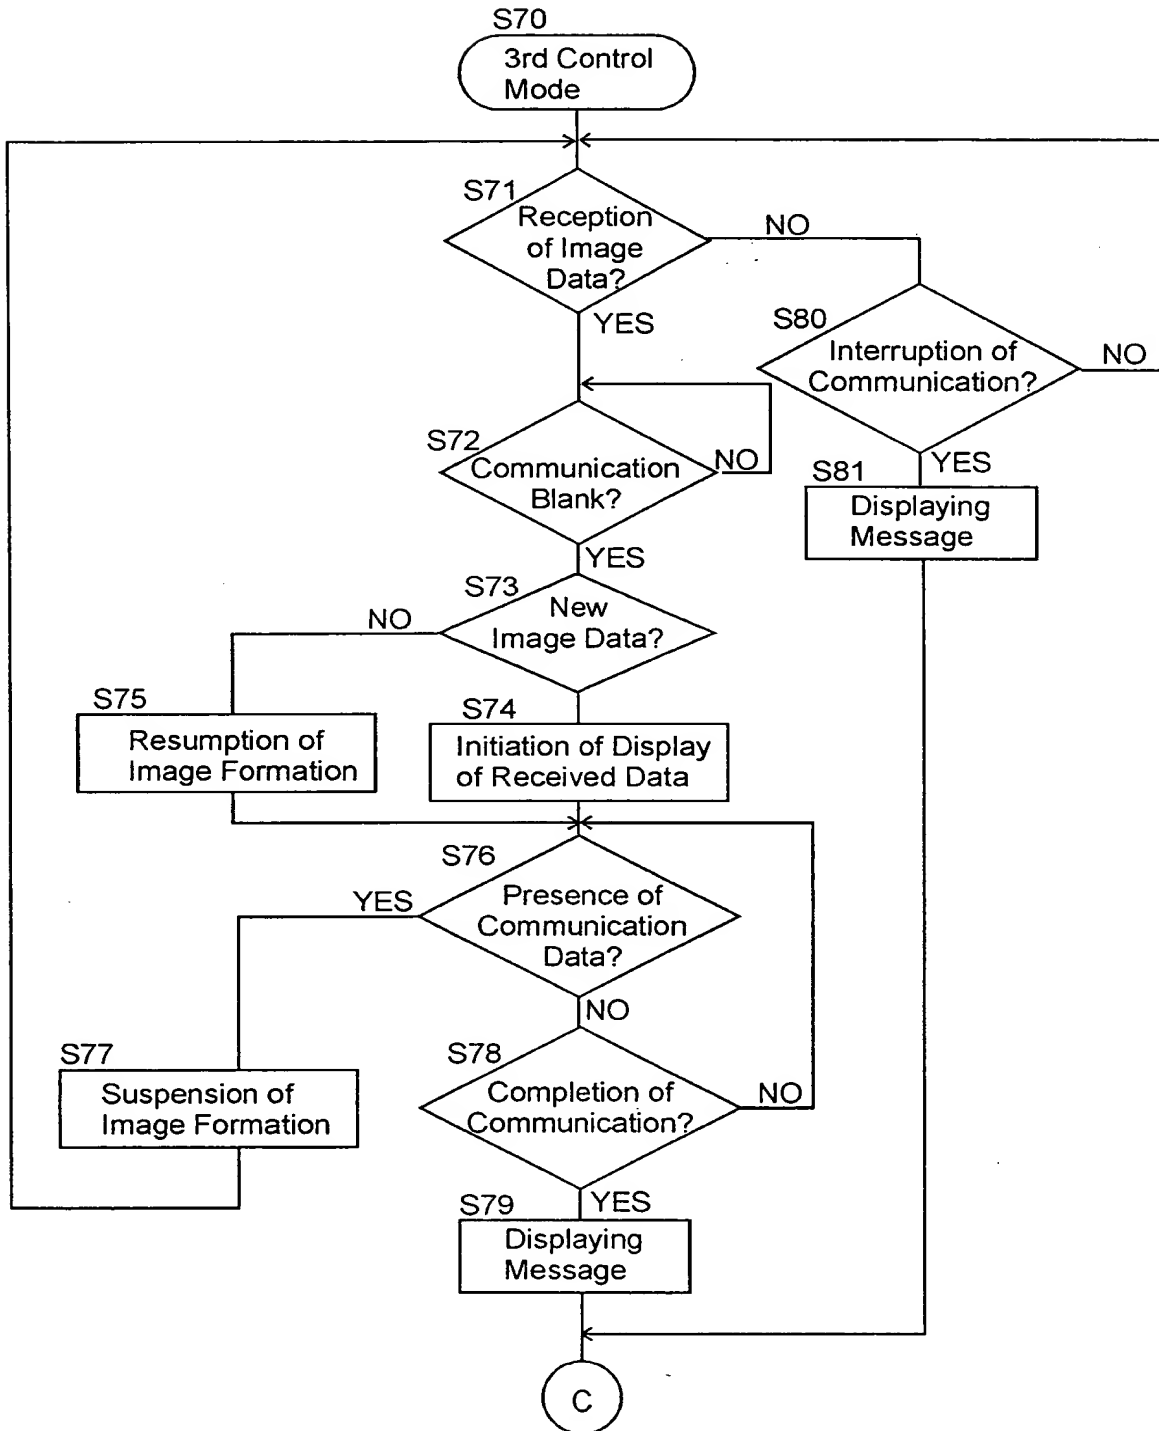 S70
3rd Control
Mode
S71
Reception
of Image
Data?
NO
YES
S80
Interruption of
Communication?
NO
YES
S72
Communication
Blank?
NO
YES
S81
Displaying
Message
S73
New
Image Data?
NO
S75
Resumption of
Image Formation
S74
Initiation of Display
of Received Data
S76
Presence of
Communication
Data?
YES
NO
S77
Suspension of
Image Formation
S78
Completion of
Communication?
NO
YES
S79
Displaying
Message
C